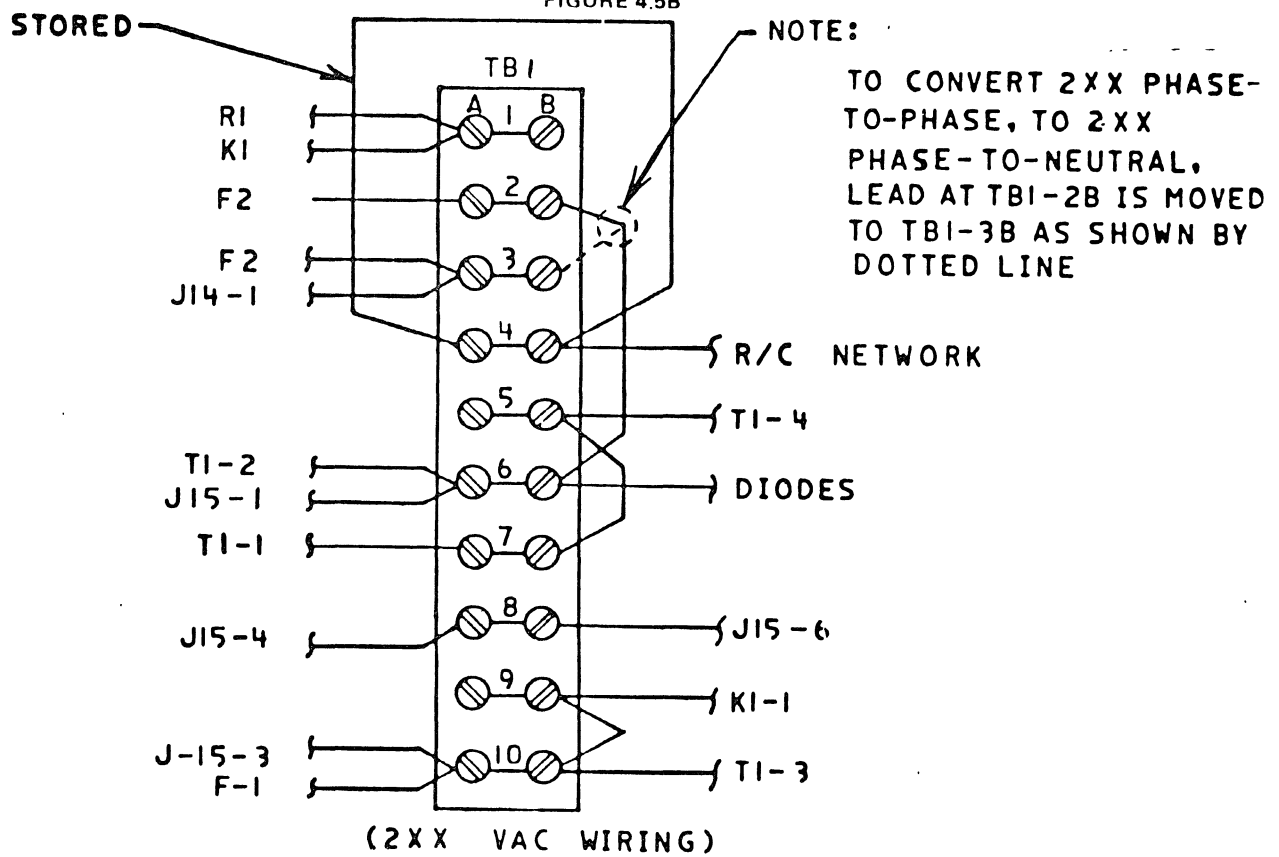 FIGURE 4.5B
STORED
NOTE:
TO CONVERT 2XX PHASE-
TO-PHASE, TO 2XX
PHASE-TO-NEUTRAL,
LEAD AT TB1-2B IS MOVED
TO TB1-3B AS SHOWN BY
DOTTED LINE
TB1
A 1 B
R1
K1
F2
2
F2
3
J14-1
4
R/C NETWORK
5
T1-4
T1-2
6
J15-1
DIODES
T1-1
7
8
J15-4
J15-6
9
K1-1
J-15-3
10
F-1
T1-3
(2XX VAC WIRING)